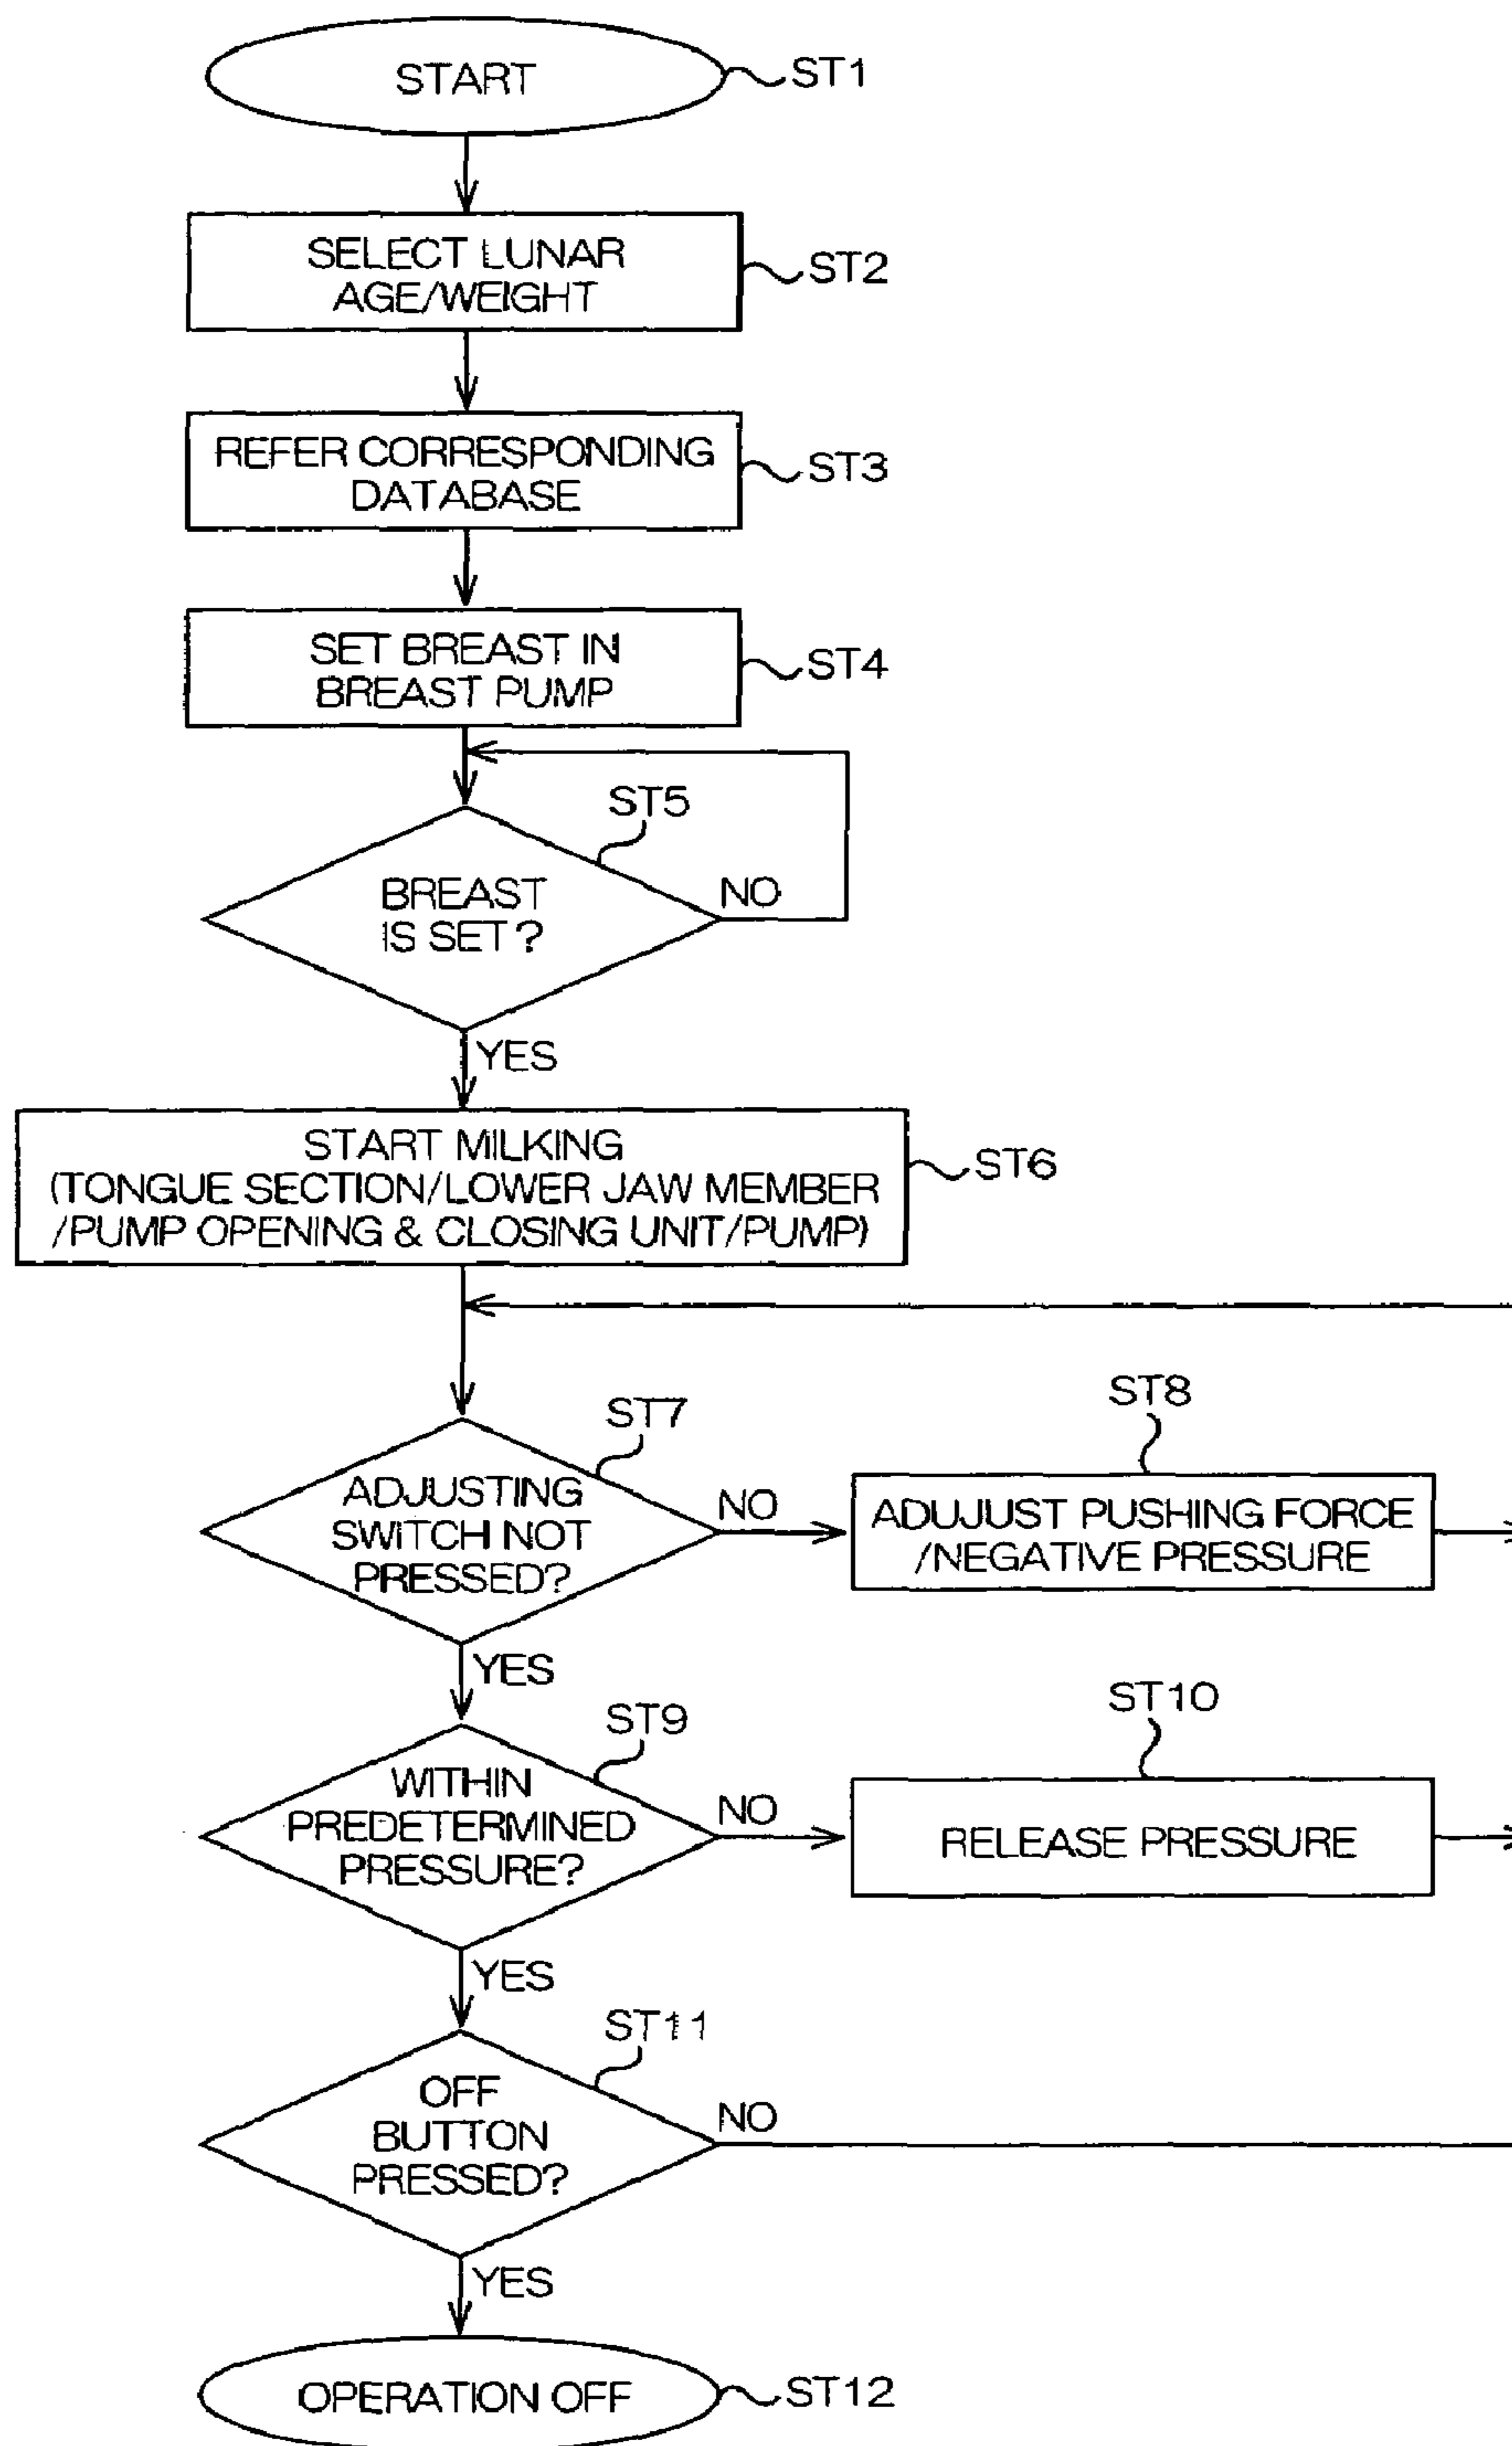 START
ST1
SELECT LUNAR
AGE/WEIGHT
ST2
REFER CORRESPONDING
DATABASE
ST3
SET BREAST IN
BREAST PUMP
ST4
ST5
BREAST
IS SET?
NO
YES
START MILKING
(TONGUE SECTION/LOWER JAW MEMBER
/PUMP OPENING & CLOSING UNIT/PUMP)
ST6
ST7
ADJUSTING
SWITCH NOT
PRESSED?
NO
ST8
ADUJUST PUSHING FORCE
/NEGATIVE PRESSURE
YES
ST9
WITHIN
PREDETERMINED
PRESSURE?
NO
ST10
RELEASE PRESSURE
YES
ST11
OFF
BUTTON
PRESSED?
NO
YES
OPERATION OFF
ST12